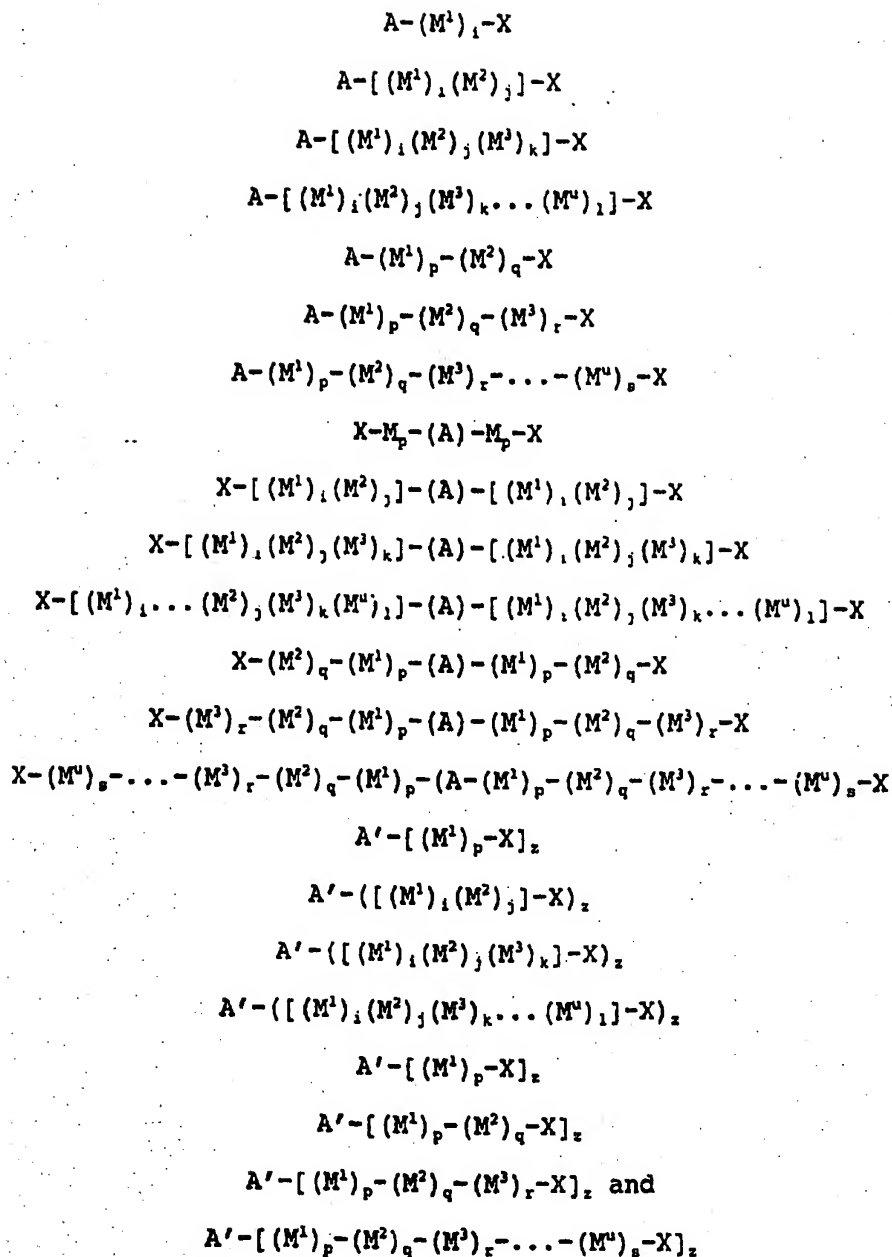 A-(M¹)ᵢ-X
A-[(M¹)ᵢ(M²)ⱼ]-X
A-[(M¹)ᵢ(M²)ⱼ(M³)ₖ]-X
A-[(M¹)ᵢ(M²)ⱼ(M³)ₖ...(Mᵘ)ₗ]-X
A-(M¹)ₚ-(M²)q-X
A-(M¹)ₚ-(M²)q-(M³)ᵣ-X
A-(M¹)ₚ-(M²)q-(M³)ᵣ-...-(Mᵘ)ₛ-X
X-Mₚ-(A)-Mₚ-X
X-[(M¹)ᵢ(M²)ⱼ]-(A)-[(M¹)ᵢ(M²)ⱼ]-X
X-[(M¹)ᵢ(M²)ⱼ(M³)ₖ]-(A)-[(M¹)ᵢ(M²)ⱼ(M³)ₖ]-X
X-[(M¹)ᵢ...(M²)ⱼ(M³)ₖ(Mᵘ)ₗ]-(A)-[(M¹)ᵢ(M²)ⱼ(M³)ₖ...(Mᵘ)ₗ]-X
X-(M²)q-(M¹)ₚ-(A)-(M¹)ₚ-(M²)q-X
X-(M³)ᵣ-(M²)q-(M¹)ₚ-(A)-(M¹)ₚ-(M²)q-(M³)ᵣ-X
X-(Mᵘ)ₛ-...-(M³)ᵣ-(M²)q-(M¹)ₚ-(A-(M¹)ₚ-(M²)q-(M³)ᵣ-...-(Mᵘ)ₛ-X
A′-[(M¹)ₚ-X]z
A′-([(M¹)ᵢ(M²)ⱼ]-X)z
A′-([(M¹)ᵢ(M²)ⱼ(M³)ₖ]-X)z
A′-([(M¹)ᵢ(M²)ⱼ(M³)ₖ...(Mᵘ)ₗ]-X)z
A′-[(M¹)ₚ-X]z
A′-[(M¹)ₚ-(M²)q-X]z
A′-[(M¹)ₚ-(M²)q-(M³)ᵣ-X]z and
A′-[(M¹)ₚ-(M²)q-(M³)ᵣ-...-(Mᵘ)ₛ-X]z